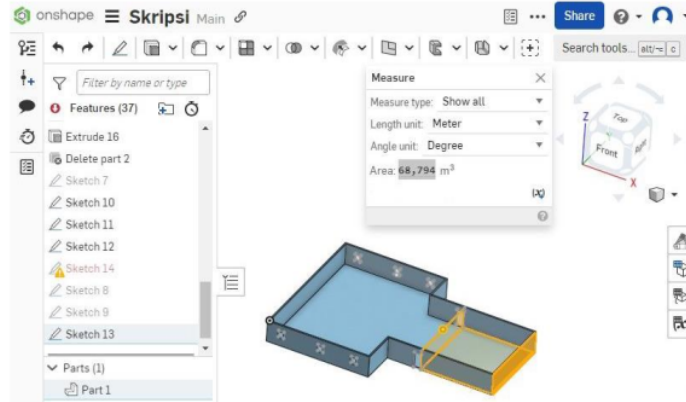 onshape Skripsi Main
Share
Search tools... alt/⌥ c
Filter by name or type
Features (37)
Extrude 16
Delete part 2
Sketch 7
Sketch 10
Sketch 11
Sketch 12
Sketch 14
Sketch 8
Sketch 9
Sketch 13
Parts (1)
Part 1
Measure
Measure type: Show all
Length unit: Meter
Angle unit: Degree
Area: 68,794 m³
(x)
Z
Top
Front
Right
X